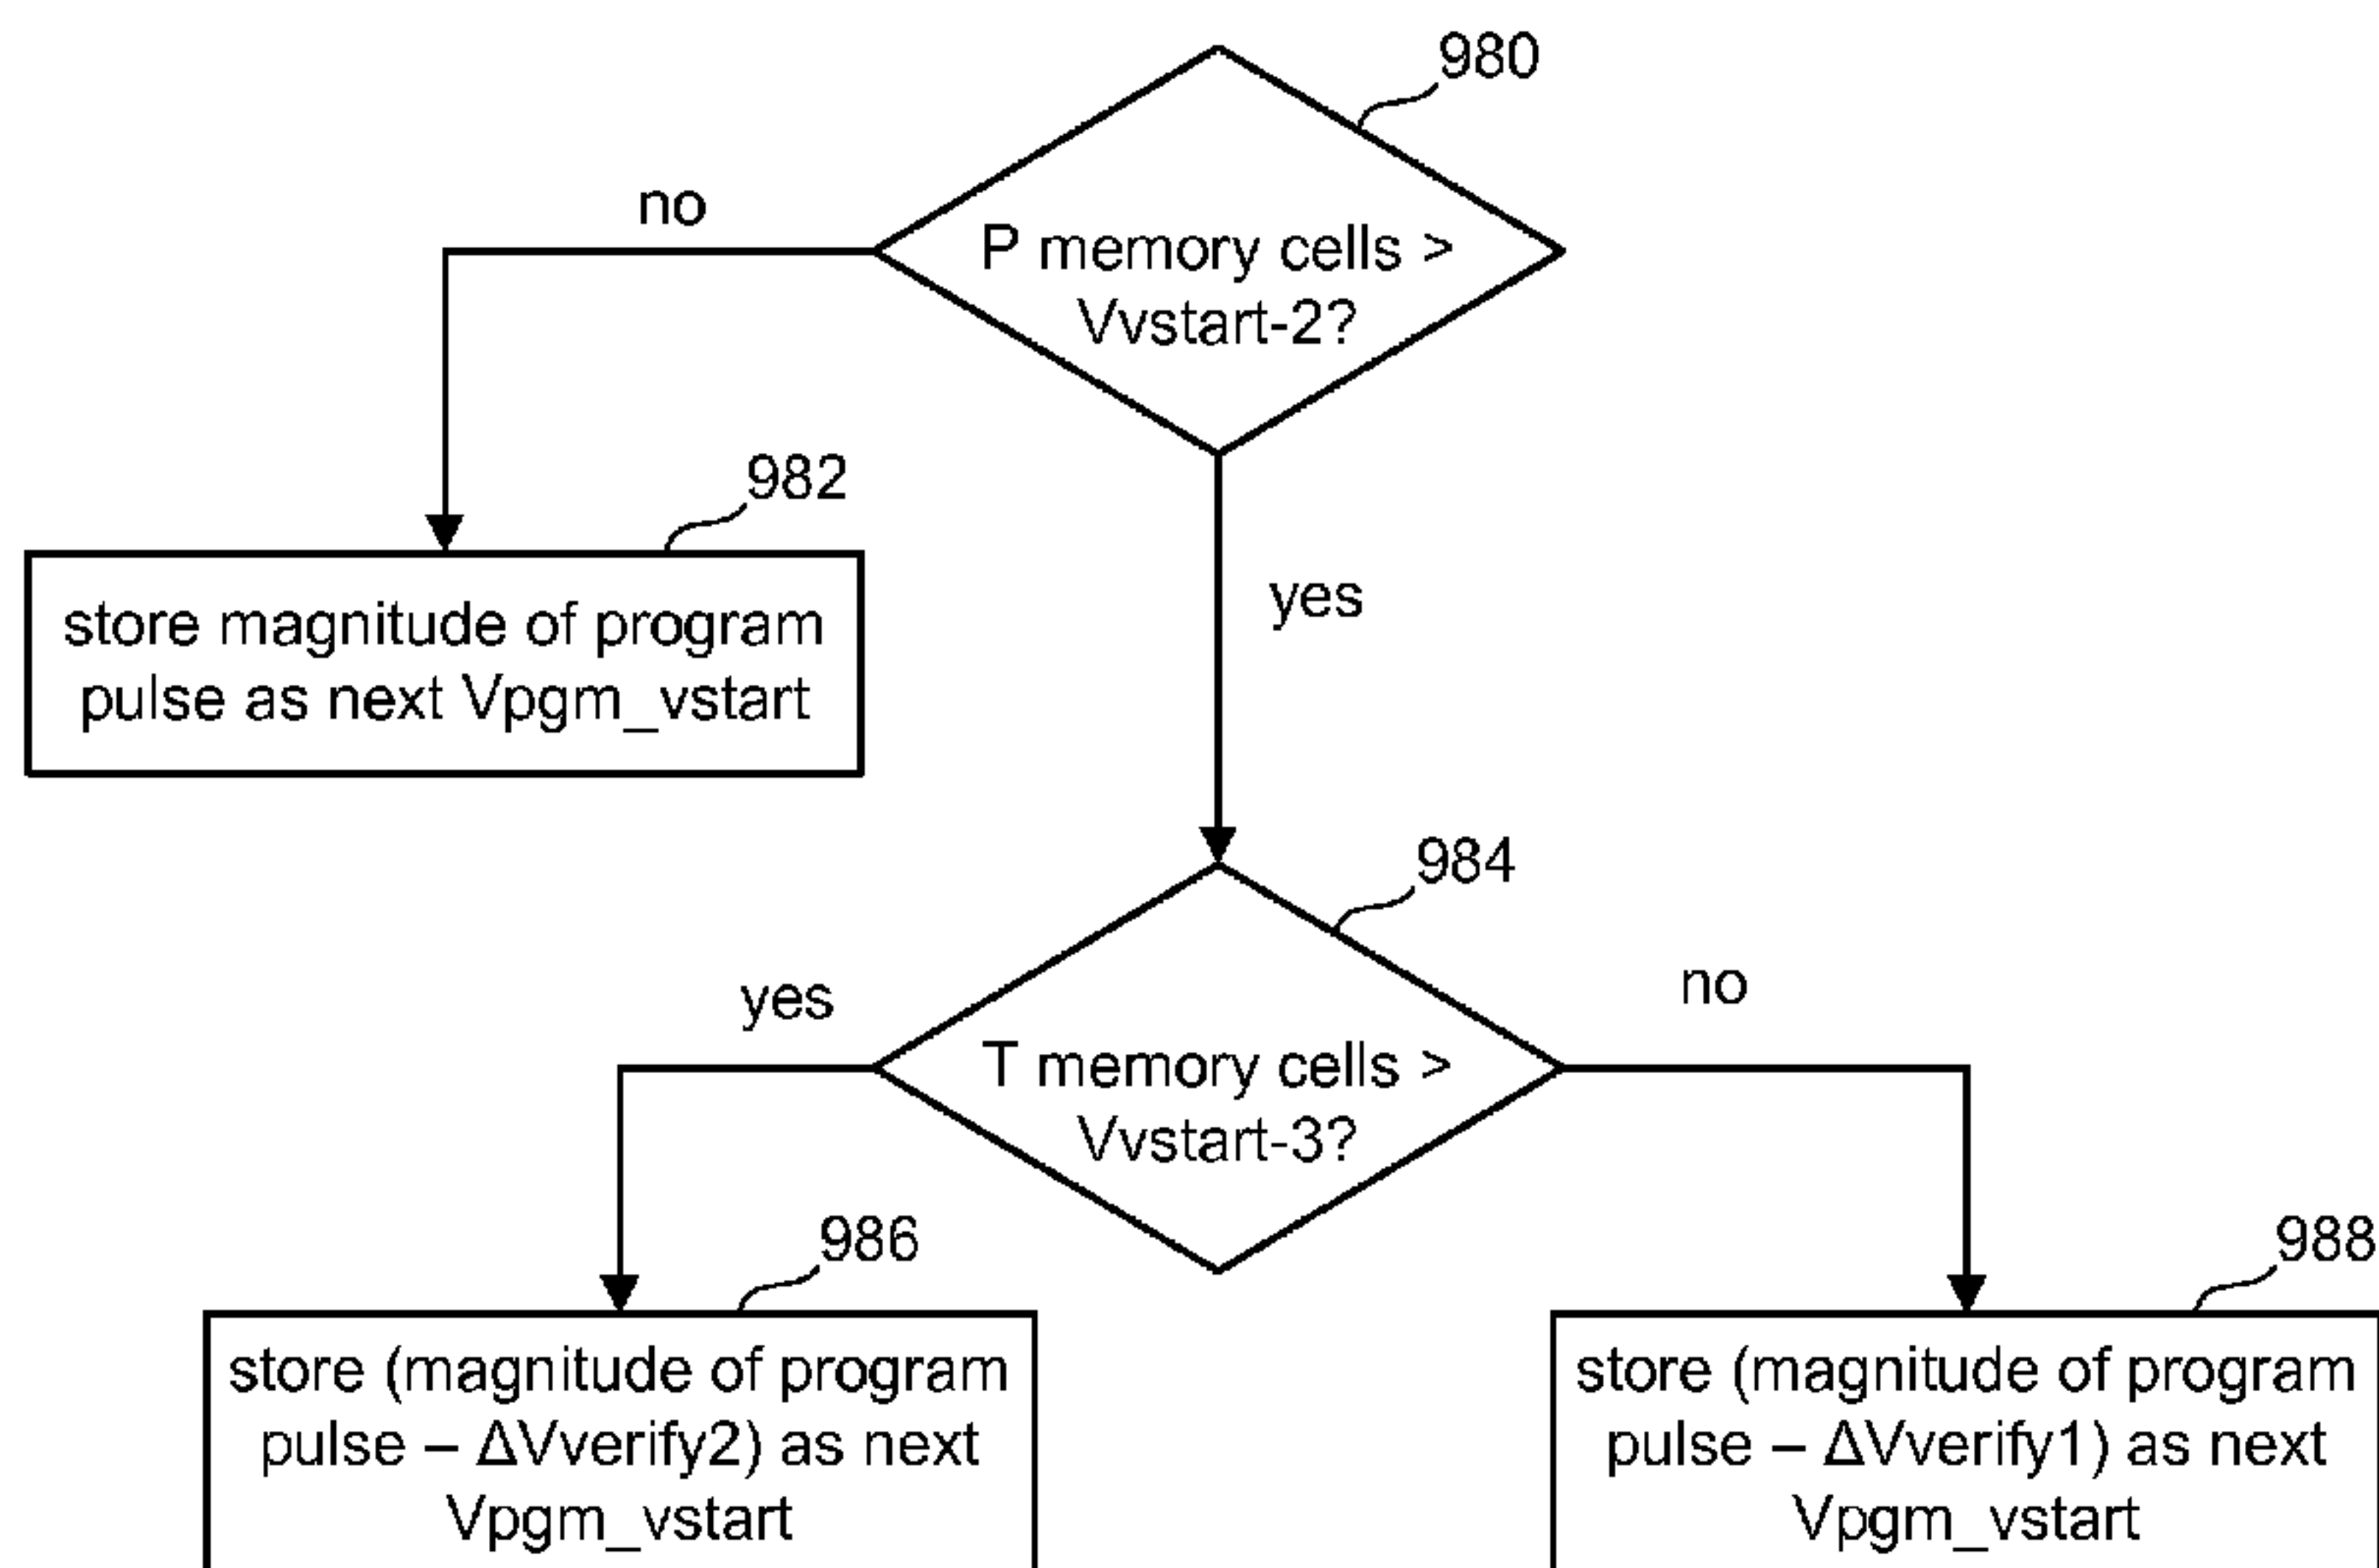 980
no
P memory cells >
Vvstart-2?
982
store magnitude of program
pulse as next Vpgm_vstart
yes
984
yes
no
T memory cells >
Vvstart-3?
986
988
store (magnitude of program
pulse – ΔVverify2) as next
Vpgm_vstart
store (magnitude of program
pulse – ΔVverify1) as next
Vpgm_vstart